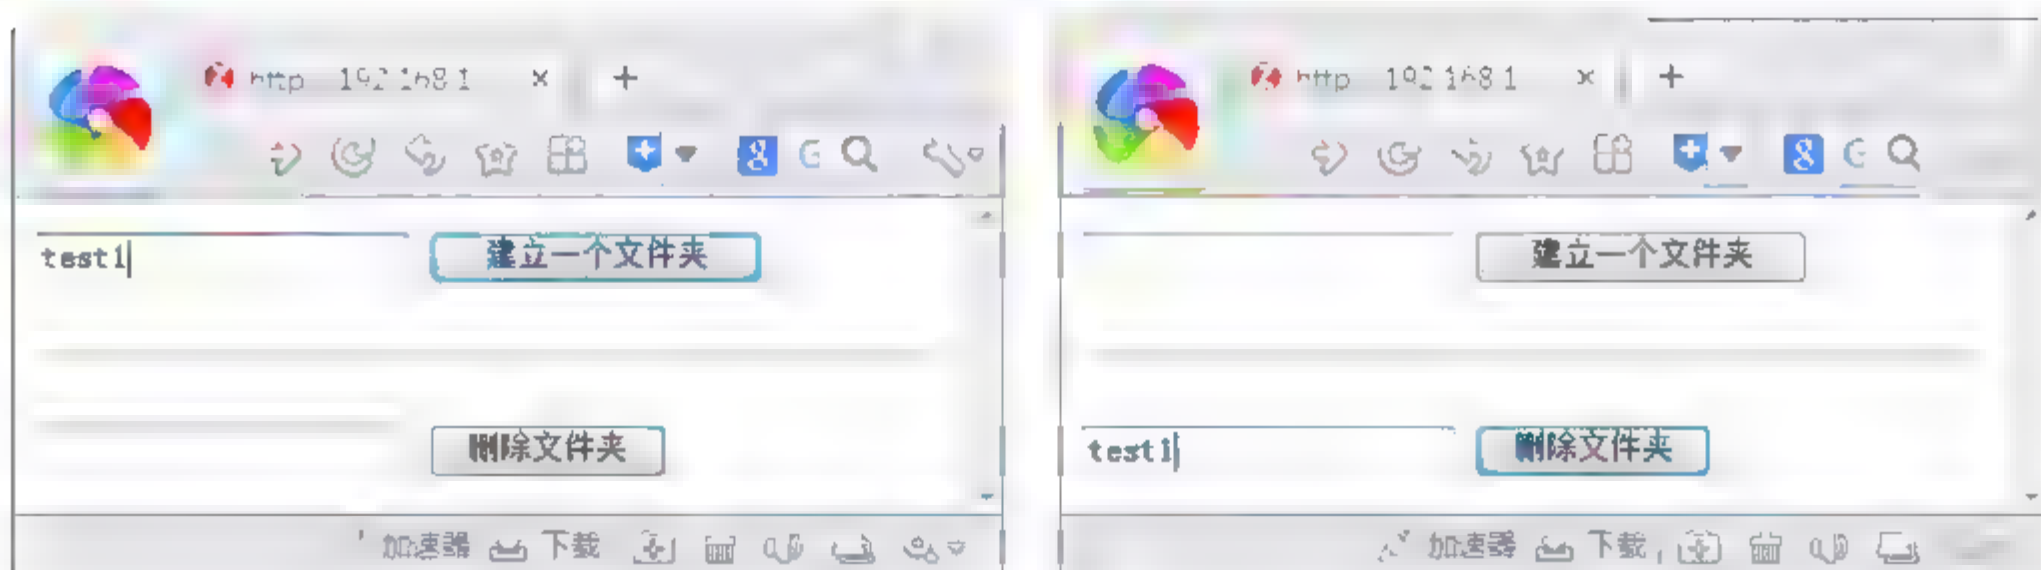 http 192.168.1 × +
test1 建立一个文件夹
删除文件夹
加速器 下载
http 192.168.1 × +
建立一个文件夹
test1 删除文件夹
加速器 下载